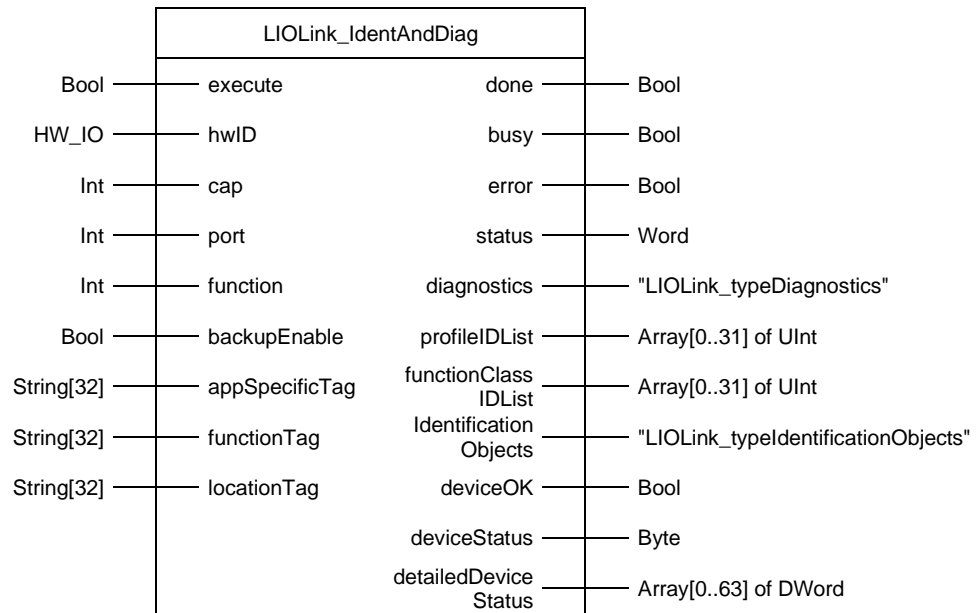 LIOLink_IdentAndDiag
Bool execute done Bool
HW_IO hwID busy Bool
Int cap error Bool
Int port status Word
Int function diagnostics "LIOLink_typeDiagnostics"
Bool backupEnable profileIDList Array[0..31] of UInt
String[32] appSpecificTag functionClass
IDList Array[0..31] of UInt
String[32] functionTag Identification
Objects "LIOLink_typeIdentificationObjects"
String[32] locationTag deviceOK Bool
deviceStatus Byte
detailedDevice
Status Array[0..63] of DWord